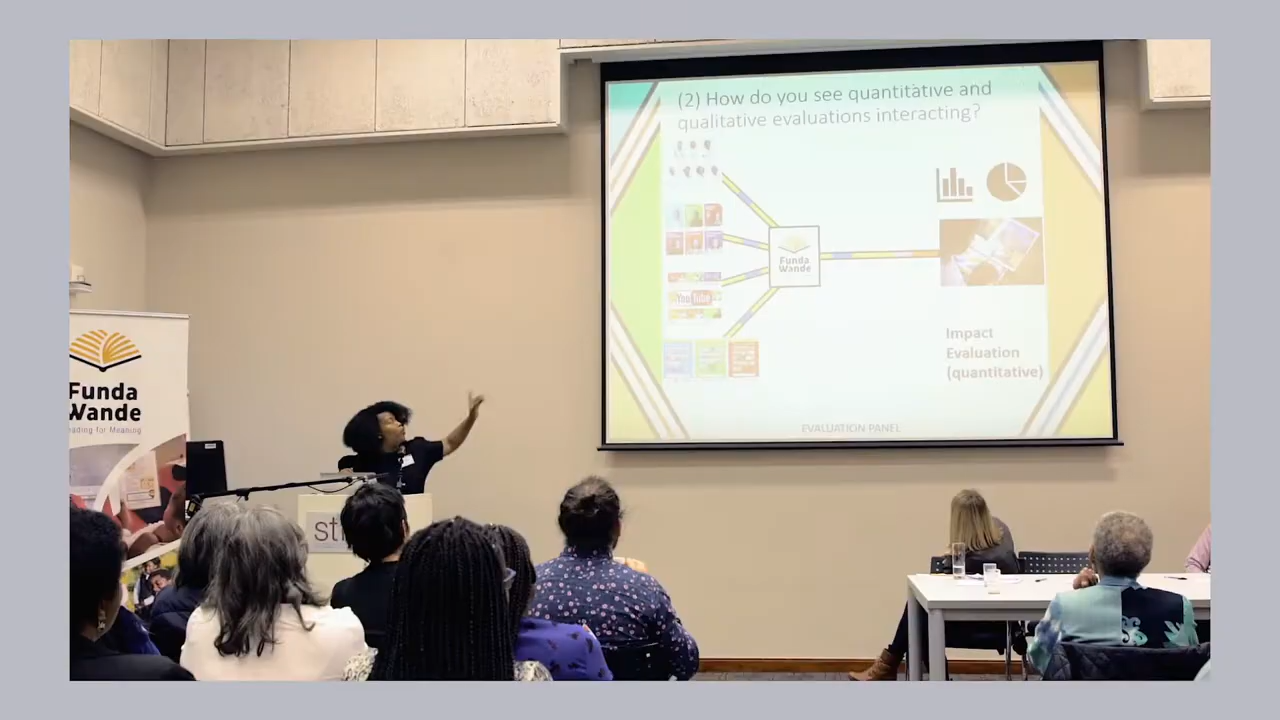 (2) How do you see quantitative and
qualitative evaluations interacting?
YouTube
Funda
Wande
Impact
Evaluation
(quantitative)
EVALUATION PANEL
Funda
Wande
eading for Meaning
st